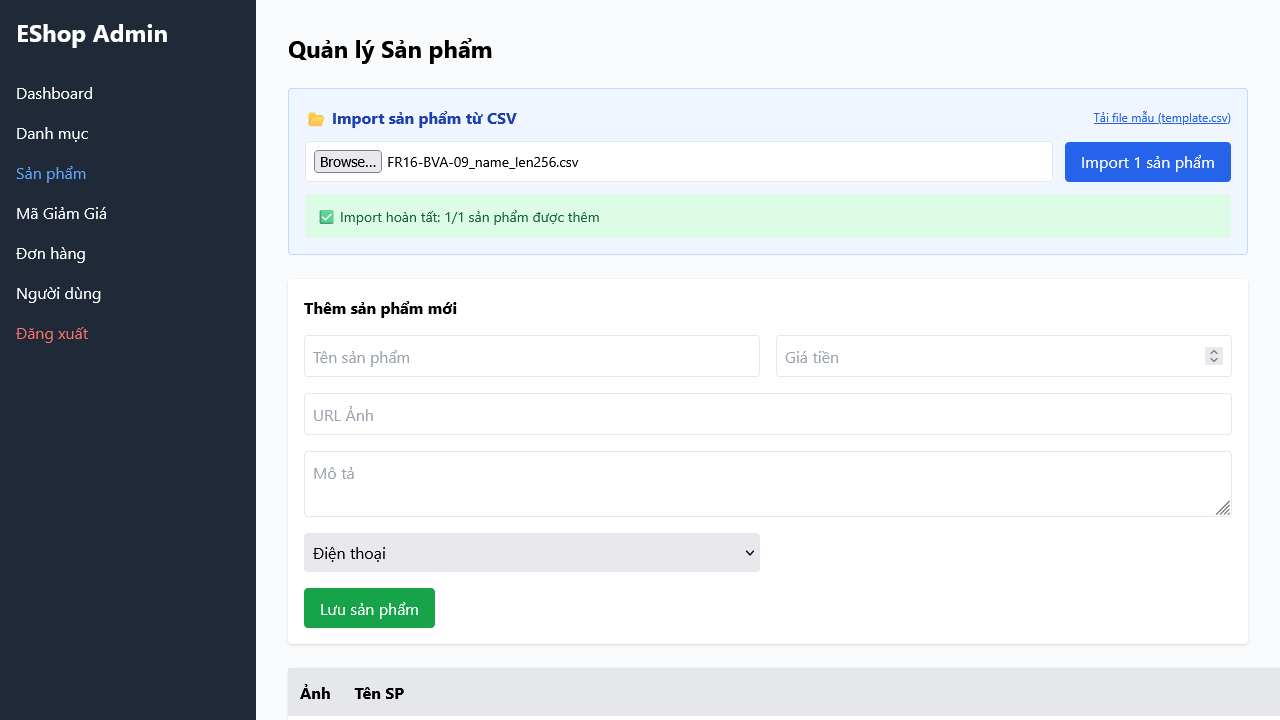 EShop Admin
Dashboard
Danh mục
Sản phẩm
Mã Giảm Giá
Đơn hàng
Người dùng
Đăng xuất
Quản lý Sản phẩm
Import sản phẩm từ CSV
Tải file mẫu (template.csv)
Browse... FR16-BVA-09_name_len256.csv
Import 1 sản phẩm
Import hoàn tất: 1/1 sản phẩm được thêm
Thêm sản phẩm mới
Tên sản phẩm
Giá tiền
URL Ảnh
Mô tả
Điện thoại
Lưu sản phẩm
Ảnh Tên SP